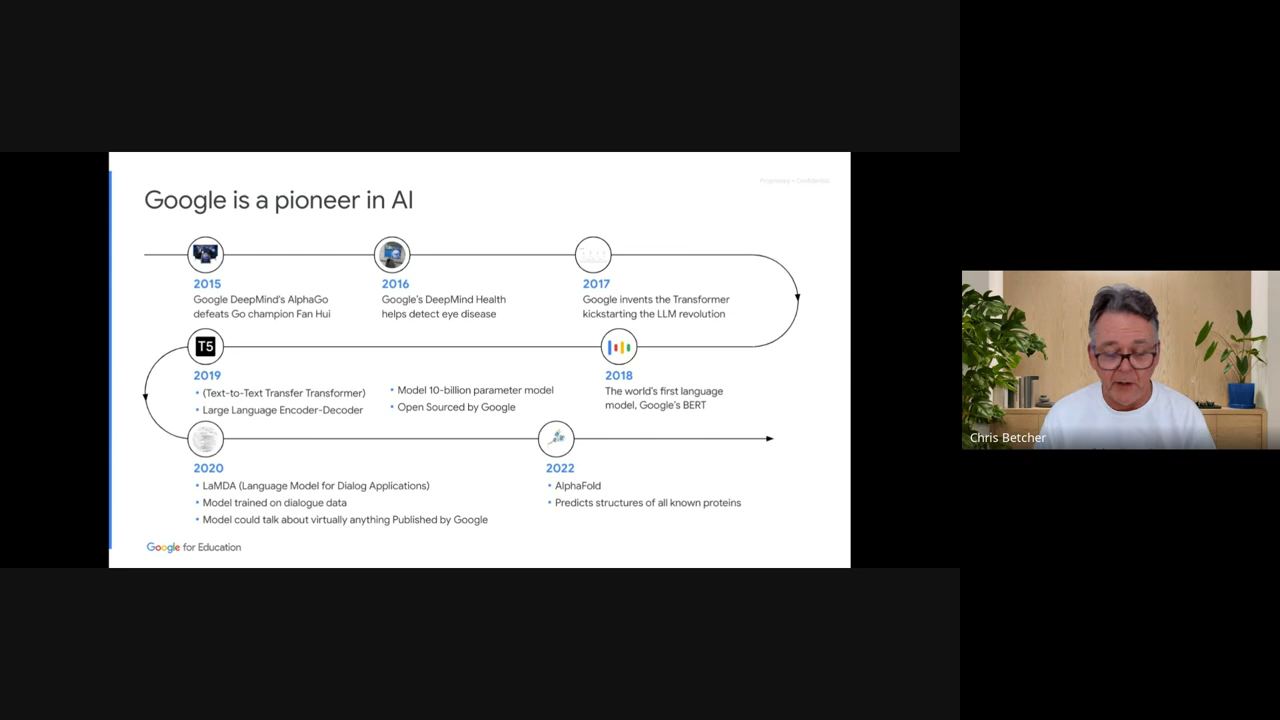 Proprietary + Confidential
Google is a pioneer in AI
2015
Google DeepMind's AlphaGo
defeats Go champion Fan Hui
2016
Google's DeepMind Health
helps detect eye disease
2017
Google invents the Transformer
kickstarting the LLM revolution
T5
2019
• (Text-to-Text Transfer Transformer)
• Large Language Encoder-Decoder
• Model 10-billion parameter model
• Open Sourced by Google
2018
The world's first language
model, Google's BERT
2020
• LaMDA (Language Model for Dialog Applications)
• Model trained on dialogue data
• Model could talk about virtually anything Published by Google
2022
• AlphaFold
• Predicts structures of all known proteins
Google for Education
Chris Betcher